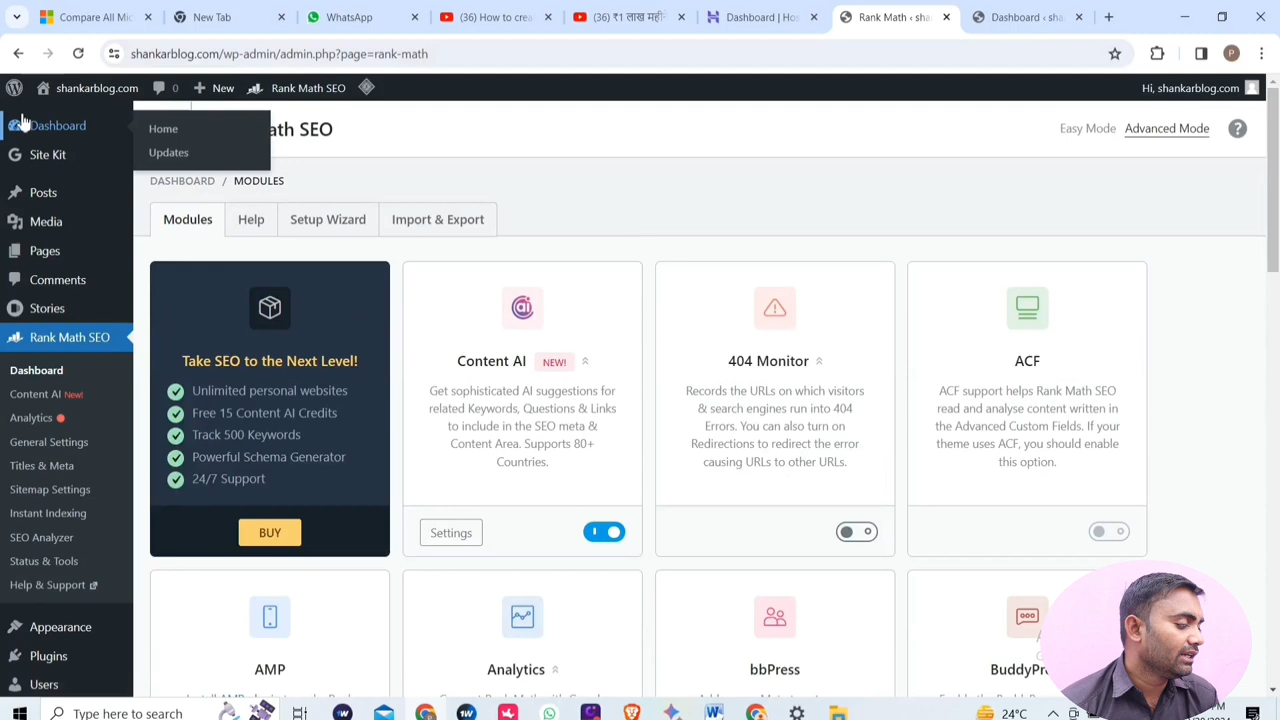 Compare All Mic
New Tab
WhatsApp
(36) How to crea
(36) ₹1 लाख महीन
Dashboard | Hos
Rank Math ‹ sha
Dashboard ‹ sha
shankarblog.com/wp-admin/admin.php?page=rank-math
P
shankarblog.com
0
New
Rank Math SEO
Hi, shankarblog.com
Dashboard
Home
Updates
ath SEO
Easy Mode
Advanced Mode
?
Site Kit
Posts
Media
Pages
Comments
Stories
Rank Math SEO
Dashboard
Content AI New!
Analytics
General Settings
Titles & Meta
Sitemap Settings
Instant Indexing
SEO Analyzer
Status & Tools
Help & Support
Appearance
Plugins
Users
DASHBOARD / MODULES
Modules
Help
Setup Wizard
Import & Export
Take SEO to the Next Level!
Unlimited personal websites
Free 15 Content AI Credits
Track 500 Keywords
Powerful Schema Generator
24/7 Support
BUY
Content AI NEW!
Get sophisticated AI suggestions for
related Keywords, Questions & Links
to include in the SEO meta &
Content Area. Supports 80+
Countries.
Settings
404 Monitor
Records the URLs on which visitors
& search engines run into 404
Errors. You can also turn on
Redirections to redirect the error
causing URLs to other URLs.
ACF
ACF support helps Rank Math SEO
read and analyse content written in
the Advanced Custom Fields. If your
theme uses ACF, you should enable
this option.
AMP
Analytics
bbPress
BuddyPr
Type here to search
24°C